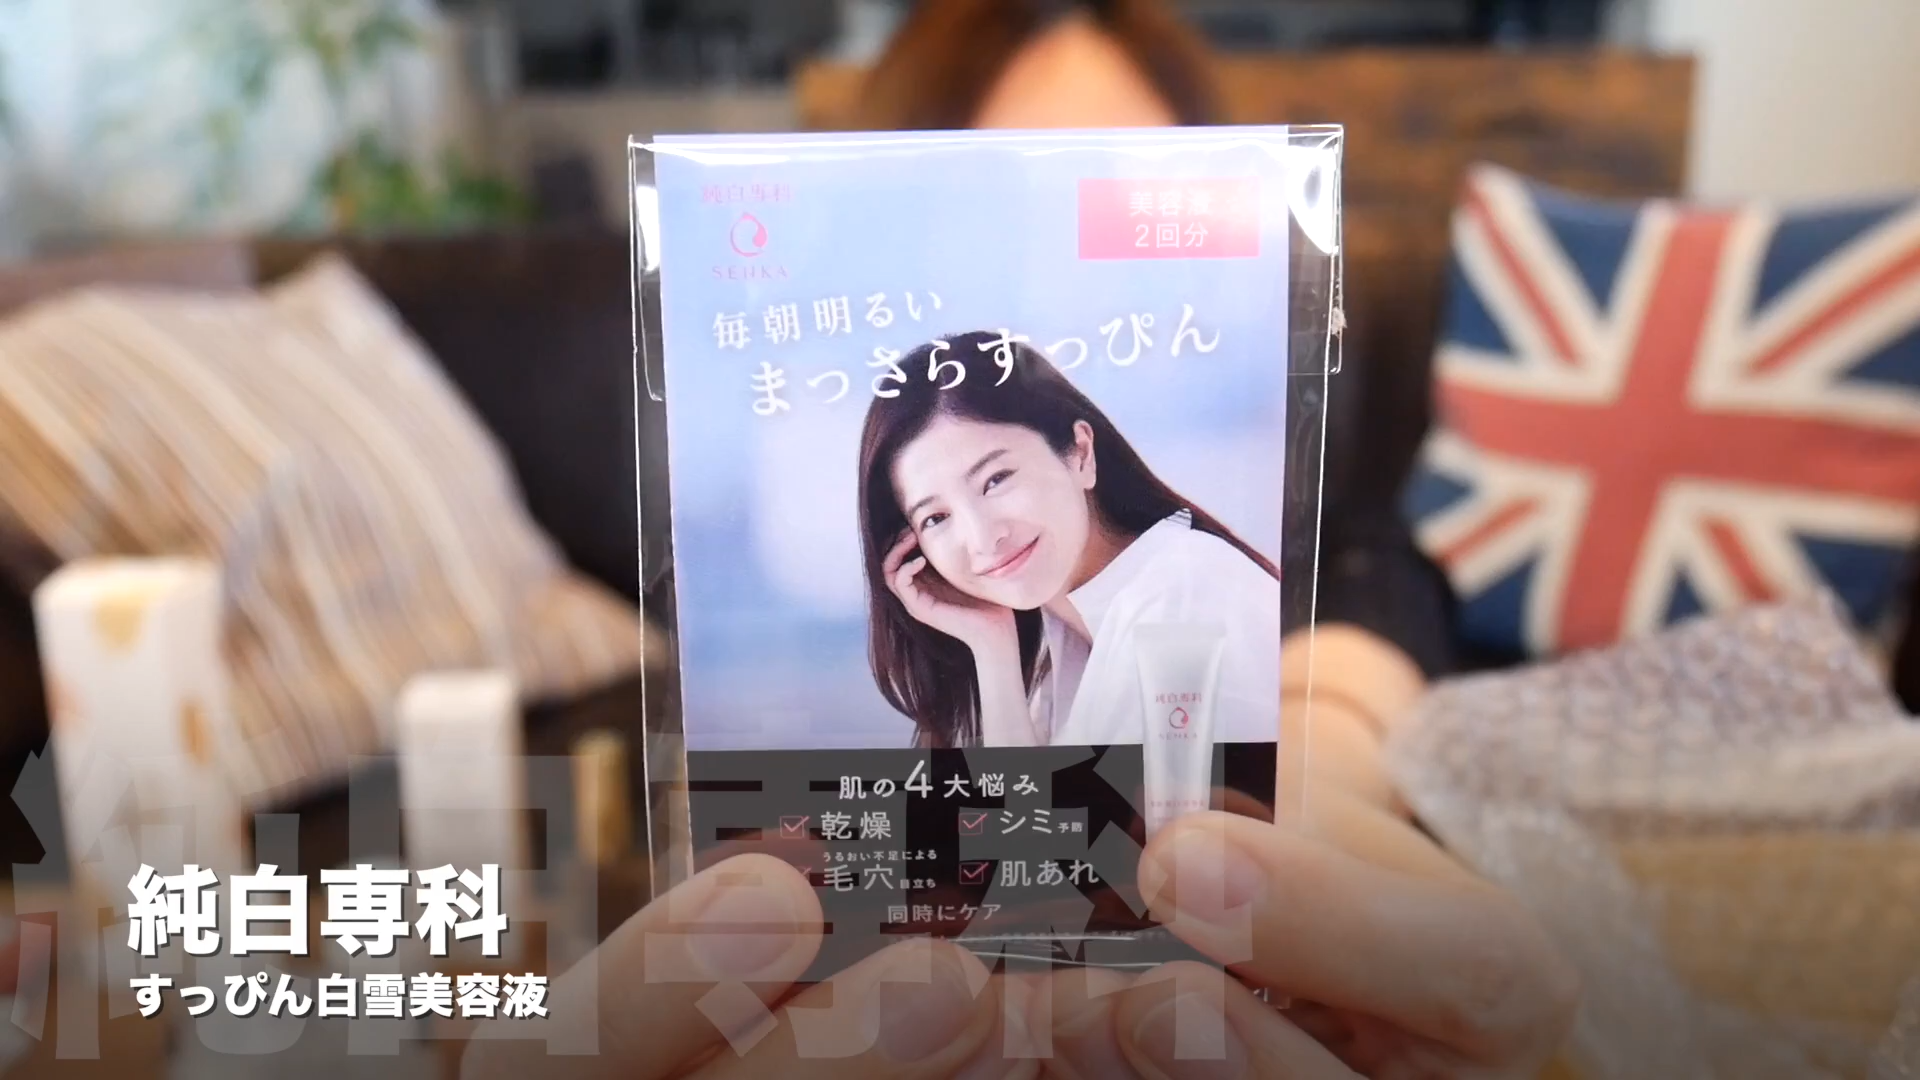 純白専科
SENKA
美容液
2回分
毎朝明るい
まっさらすっぴん
純白専科
SENKA
肌の4大悩み
乾燥
シミ予防
うるおい不足による
毛穴目立ち
肌あれ
同時にケア
純白専科
純白専科
すっぴん白雪美容液